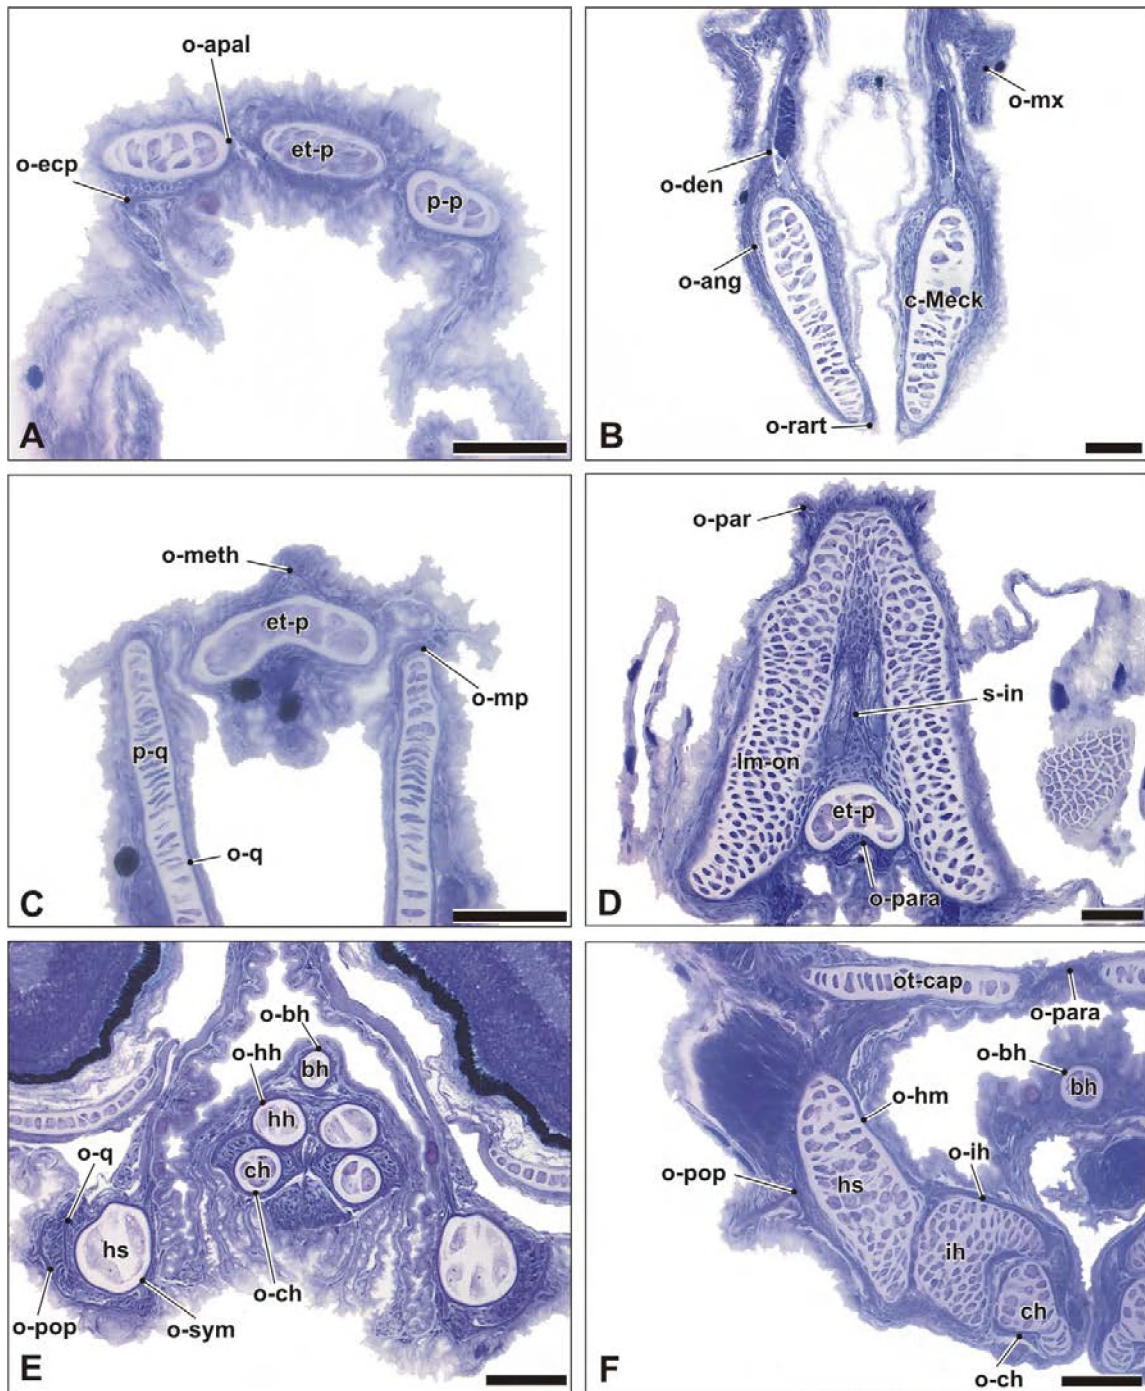 o-apal
o-ecp
et-p
p-p
A
o-mx
o-den
o-ang
c-Meck
o-rart
B
o-meth
et-p
o-mp
p-q
o-q
C
o-par
s-in
lm-on
et-p
o-para
D
o-bh
o-hh
bh
hh
ch
o-q
hs
o-pop
o-sym
o-ch
E
ot-cap
o-para
o-bh
bh
o-hm
o-ih
o-pop
hs
ih
ch
o-ch
F